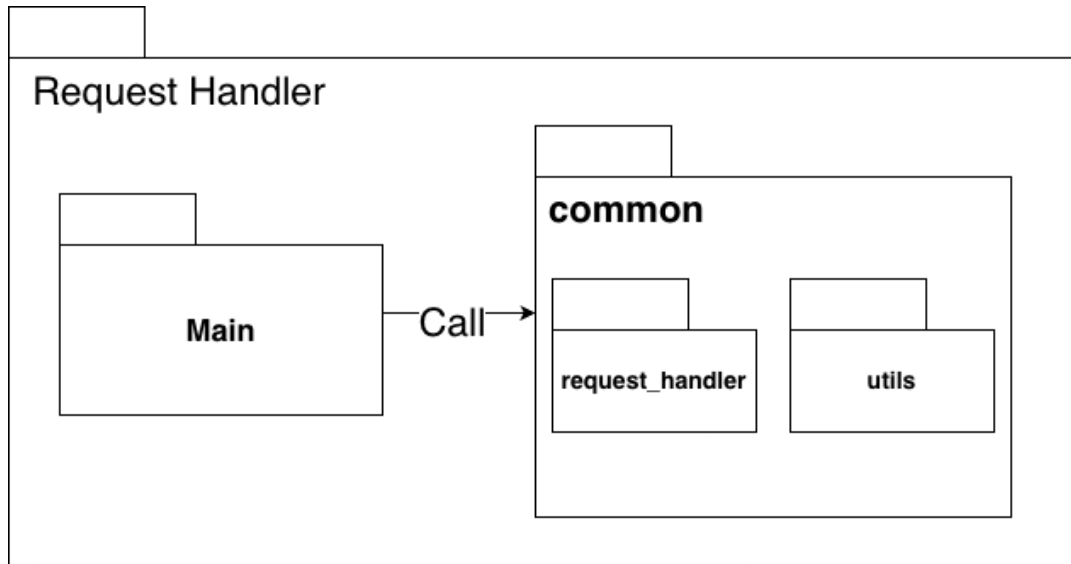 Request Handler
common
Main
Call
request_handler
utils